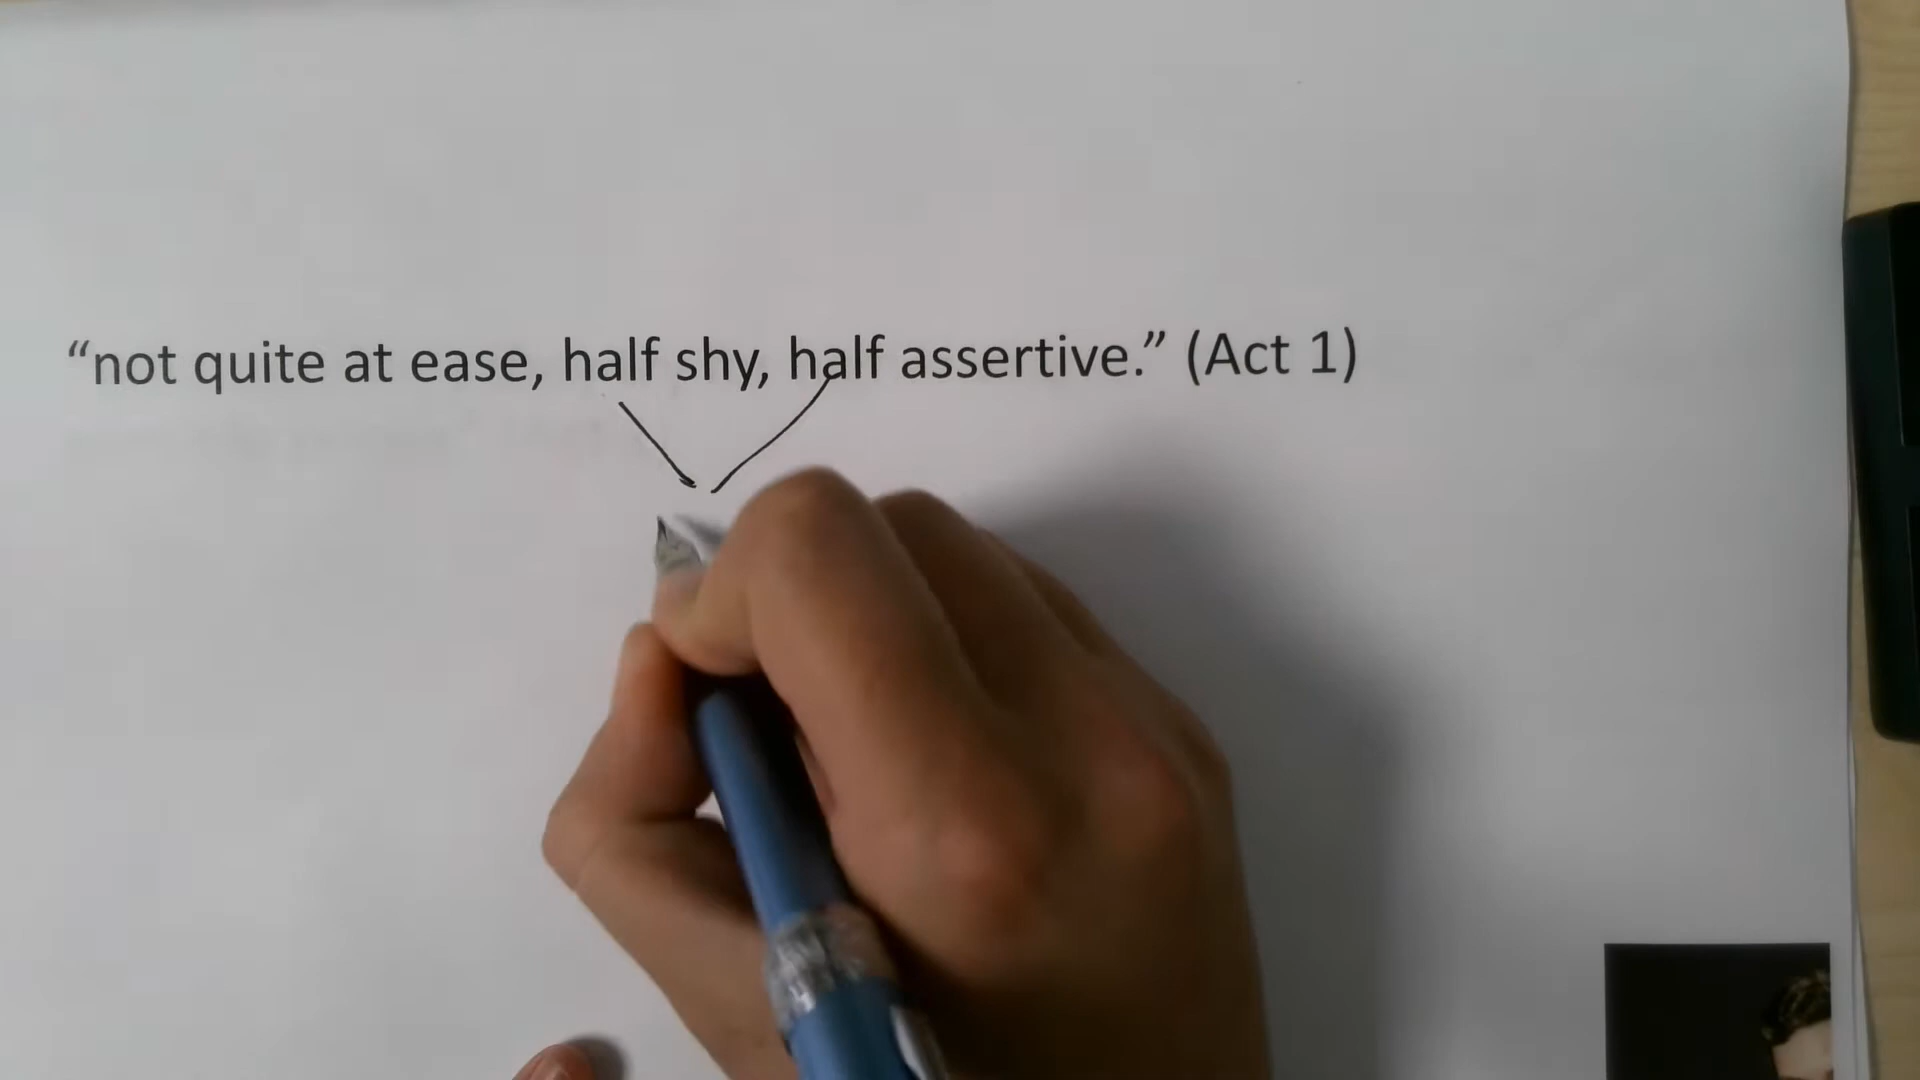 “not quite at ease, half shy, half assertive.” (Act 1)